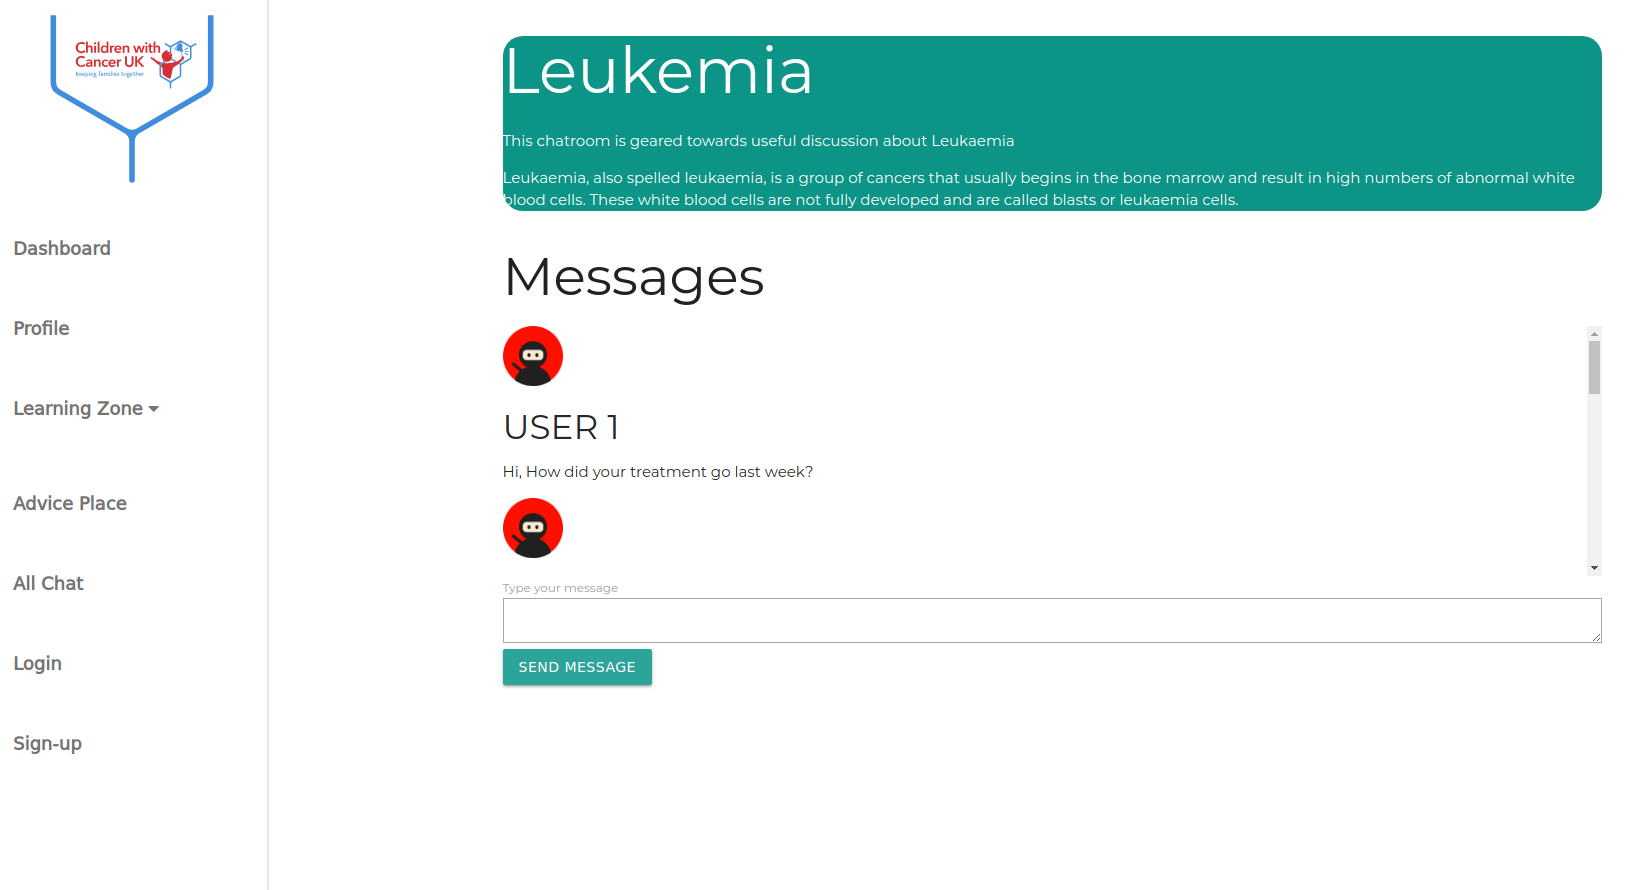 Children with
Cancer UK
Keeping families together
Dashboard
Profile
Learning Zone
Advice Place
All Chat
Login
Sign-up
Leukemia
This chatroom is geared towards useful discussion about Leukaemia
Leukaemia, also spelled leukaemia, is a group of cancers that usually begins in the bone marrow and result in high numbers of abnormal white
blood cells. These white blood cells are not fully developed and are called blasts or leukaemia cells.
Messages
USER 1
Hi, How did your treatment go last week?
Type your message
SEND MESSAGE